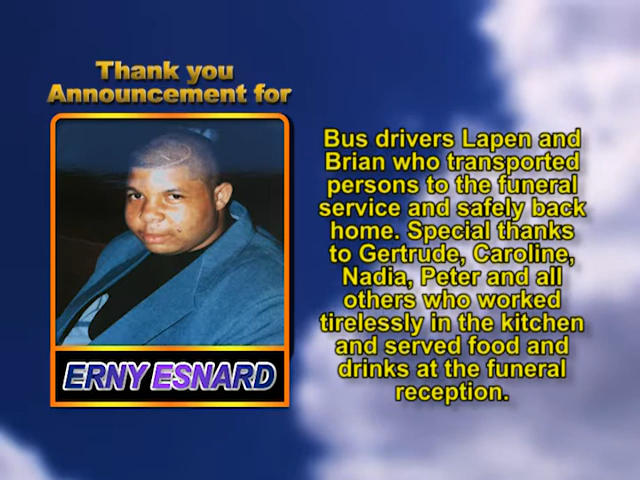 Thank you
Announcement for
ERNY ESNARD
Bus drivers Lapen and
Brian who transported
persons to the funeral
service and safely back
home. Special thanks
to Gertrude, Caroline,
Nadia, Peter and all
others who worked
tirelessly in the kitchen
and served food and
drinks at the funeral
reception.